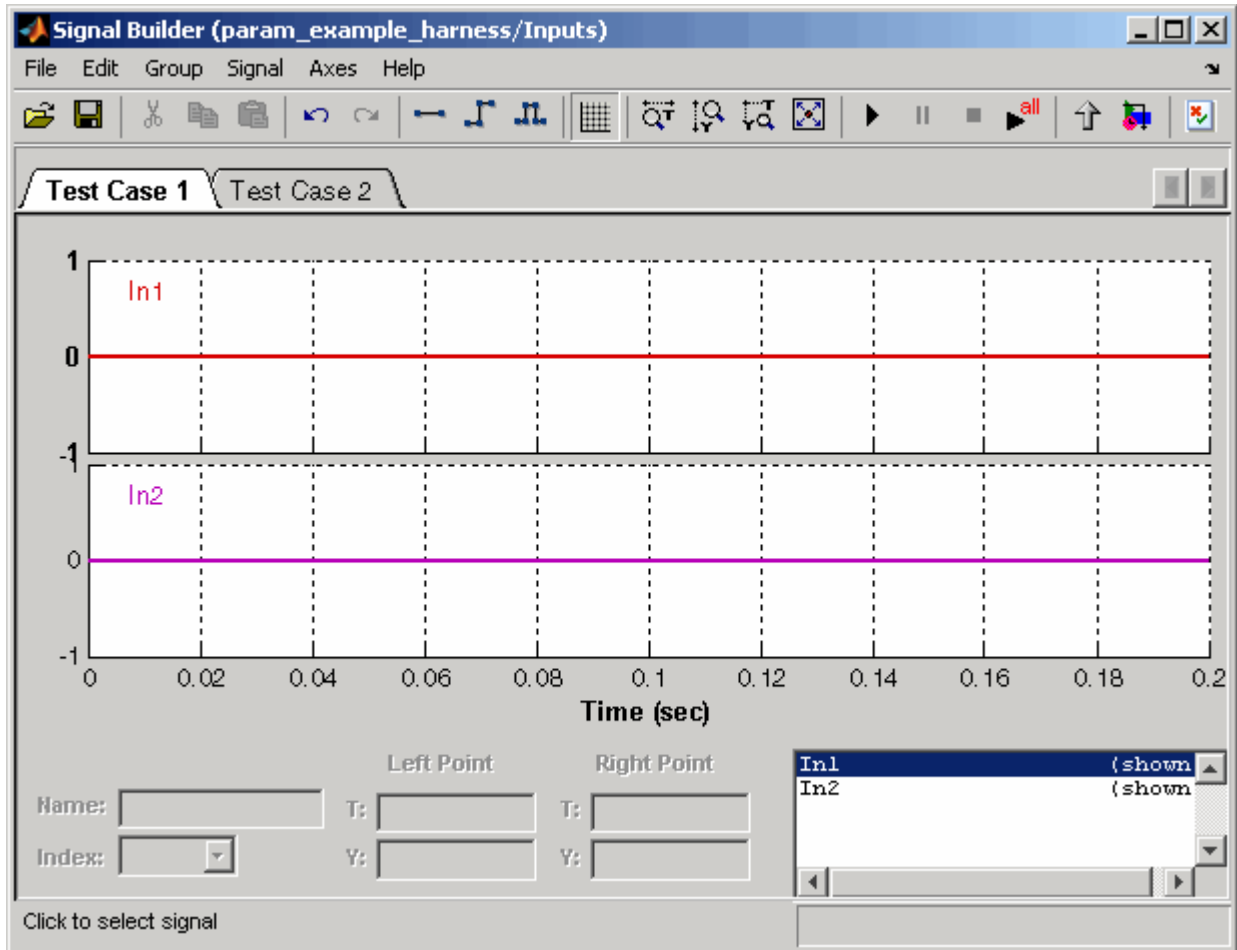 Signal Builder (param_example_harness/Inputs)
File Edit Group Signal Axes Help
all
Test Case 1 Test Case 2
1
In1
0
-1
1
In2
0
-1
0 0.02 0.04 0.06 0.08 0.1 0.12 0.14 0.16 0.18 0.2
Time (sec)
Left Point Right Point
In1 (shown
In2 (shown
Name: T: T:
Index: Y: Y:
Click to select signal